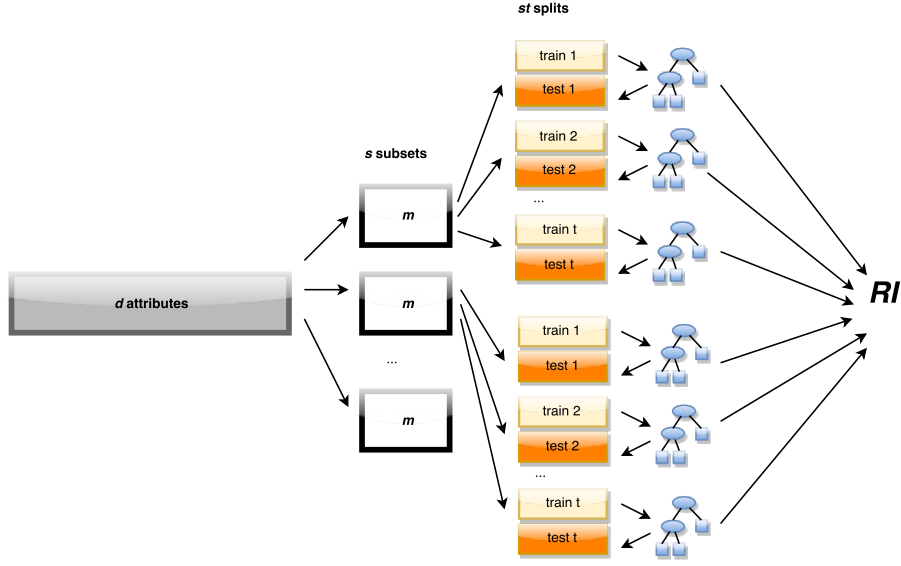 st splits
train 1
test 1
train 2
test 2
...
train t
test t
s subsets
m
d attributes
m
...
m
RI
train 1
test 1
train 2
test 2
...
train t
test t